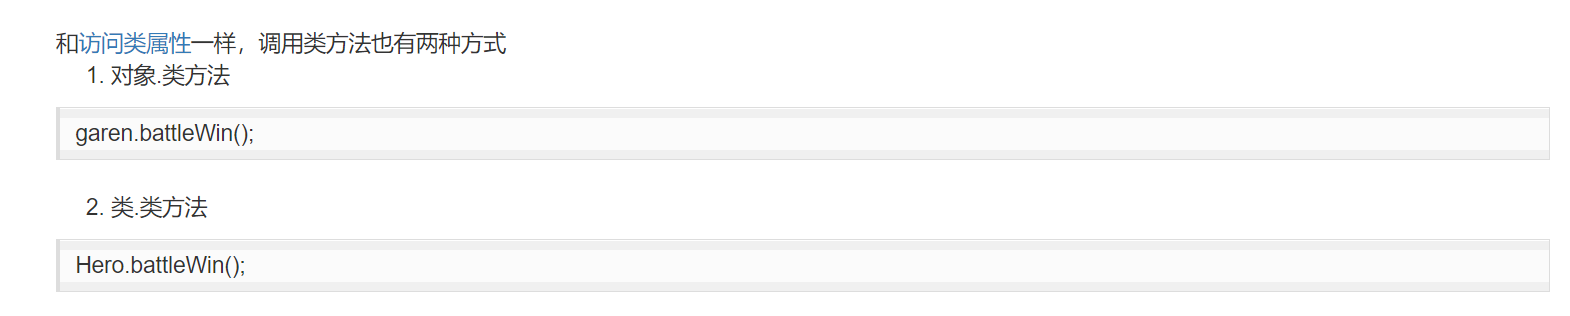 和访问类属性一样，调用类方法也有两种方式
1. 对象.类方法
garen.battleWin();
2. 类.类方法
Hero.battleWin();